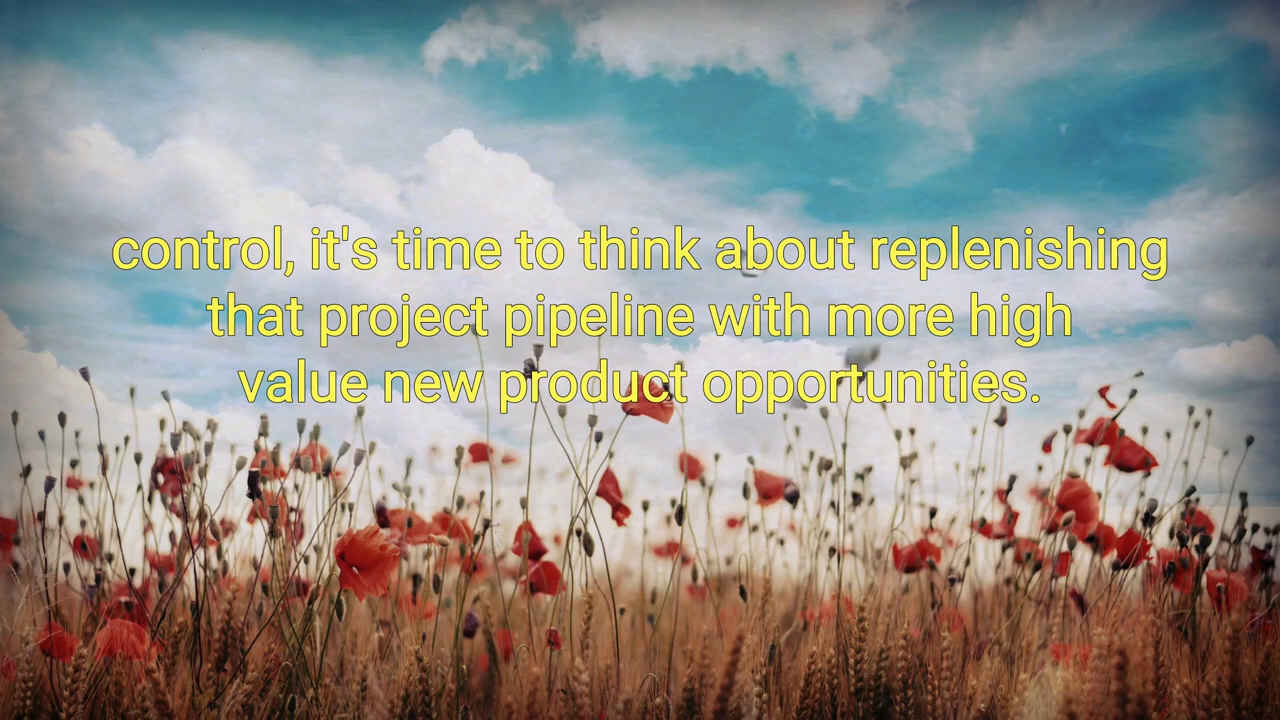 control, it's time to think about replenishing
that project pipeline with more high
value new product opportunities.